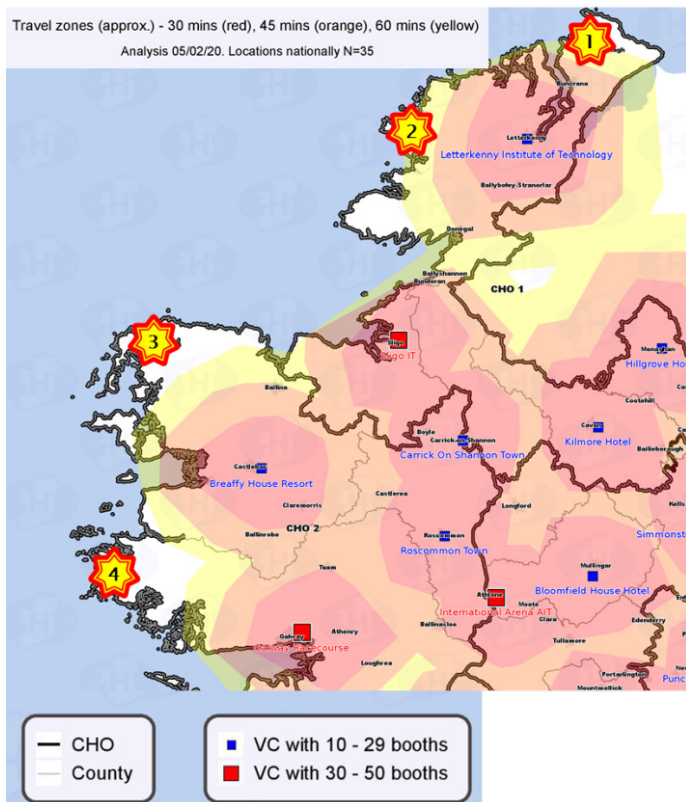 Travel zones (approx.) - 30 mins (red), 45 mins (orange), 60 mins (yellow)
Analysis 05/02/20. Locations nationally N=35
1
Buncrana
2
Letterkenny
Letterkenny Institute of Technology
Ballybofey-Stranorlar
Donegal
Ballyshannon
Bundoran
CHO 1
3
Sligo
Sligo IT
Monaghan
Hillgrove Ho
Ballina
Cootehill
Boyle
Cavan
Carrick-on-Shannon
Kilmore Hotel
Carrick On Shannon Town
Bailieborough
Castlebar
Breaffy House Resort
Castlerea
Claremorris
Longford
Kells
CHO 2
Ballinrobe
Roscommon
Roscommon Town
Simmonst
4
Tuam
Mullingar
Bloomfield House Hotel
Athlone
International Arena AIT
Moate
Edenderry
Clara
Ballinasloe
Galway
Athenry
Galway Racecourse
Tullamore
Loughrea
Portarlington
Punc
Mountmellick
CHO
County
VC with 10 - 29 booths
VC with 30 - 50 booths